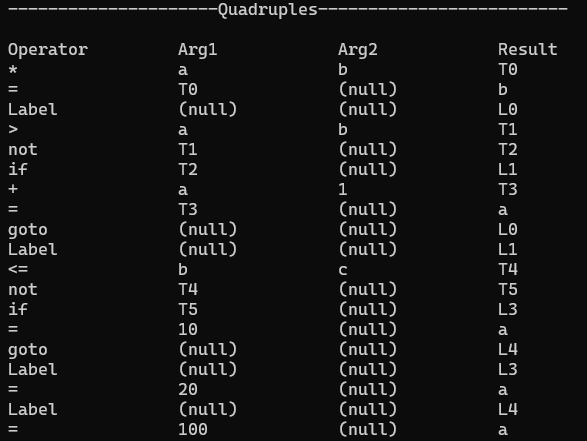 ---------------------Quadruples-------------------------
Operator Arg1 Arg2 Result
* a b T0
= T0 (null) b
Label (null) (null) L0
> a b T1
not T1 (null) T2
if T2 (null) L1
+ a 1 T3
= T3 (null) a
goto (null) (null) L0
Label (null) (null) L1
<= b c T4
not T4 (null) T5
if T5 (null) L3
= 10 (null) a
goto (null) (null) L4
Label (null) (null) L3
= 20 (null) a
Label (null) (null) L4
= 100 (null) a